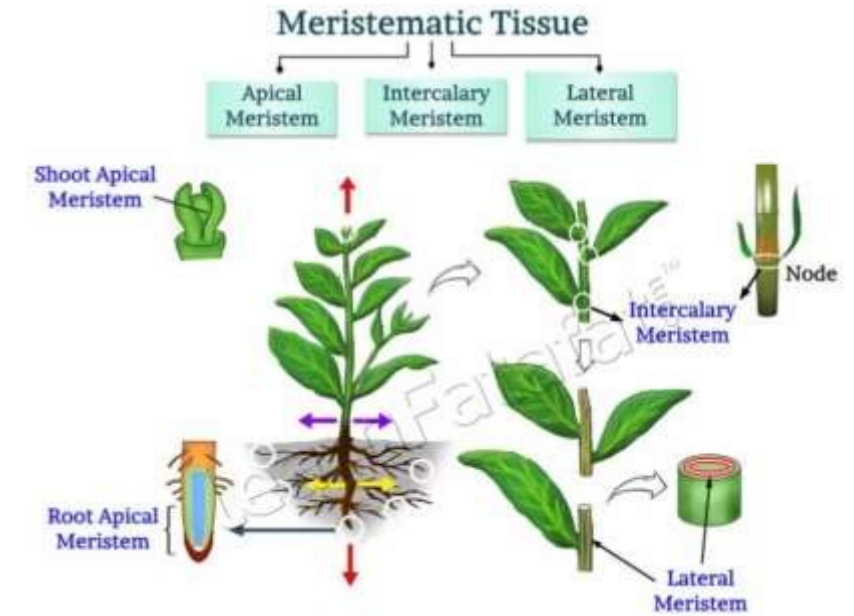 Meristematic Tissue
Apical
Meristem
Intercalary
Meristem
Lateral
Meristem
Shoot Apical
Meristem
Node
Intercalary
Meristem
Root Apical
Meristem
Lateral
Meristem